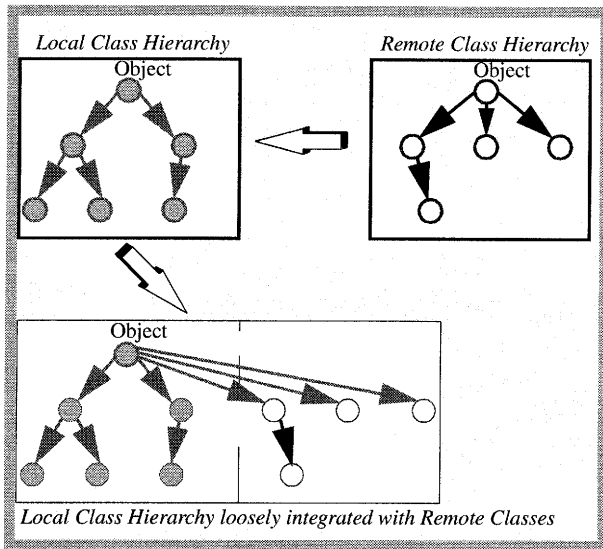 Local Class Hierarchy
Remote Class Hierarchy
Object
Object
Object
Local Class Hierarchy loosely integrated with Remote Classes